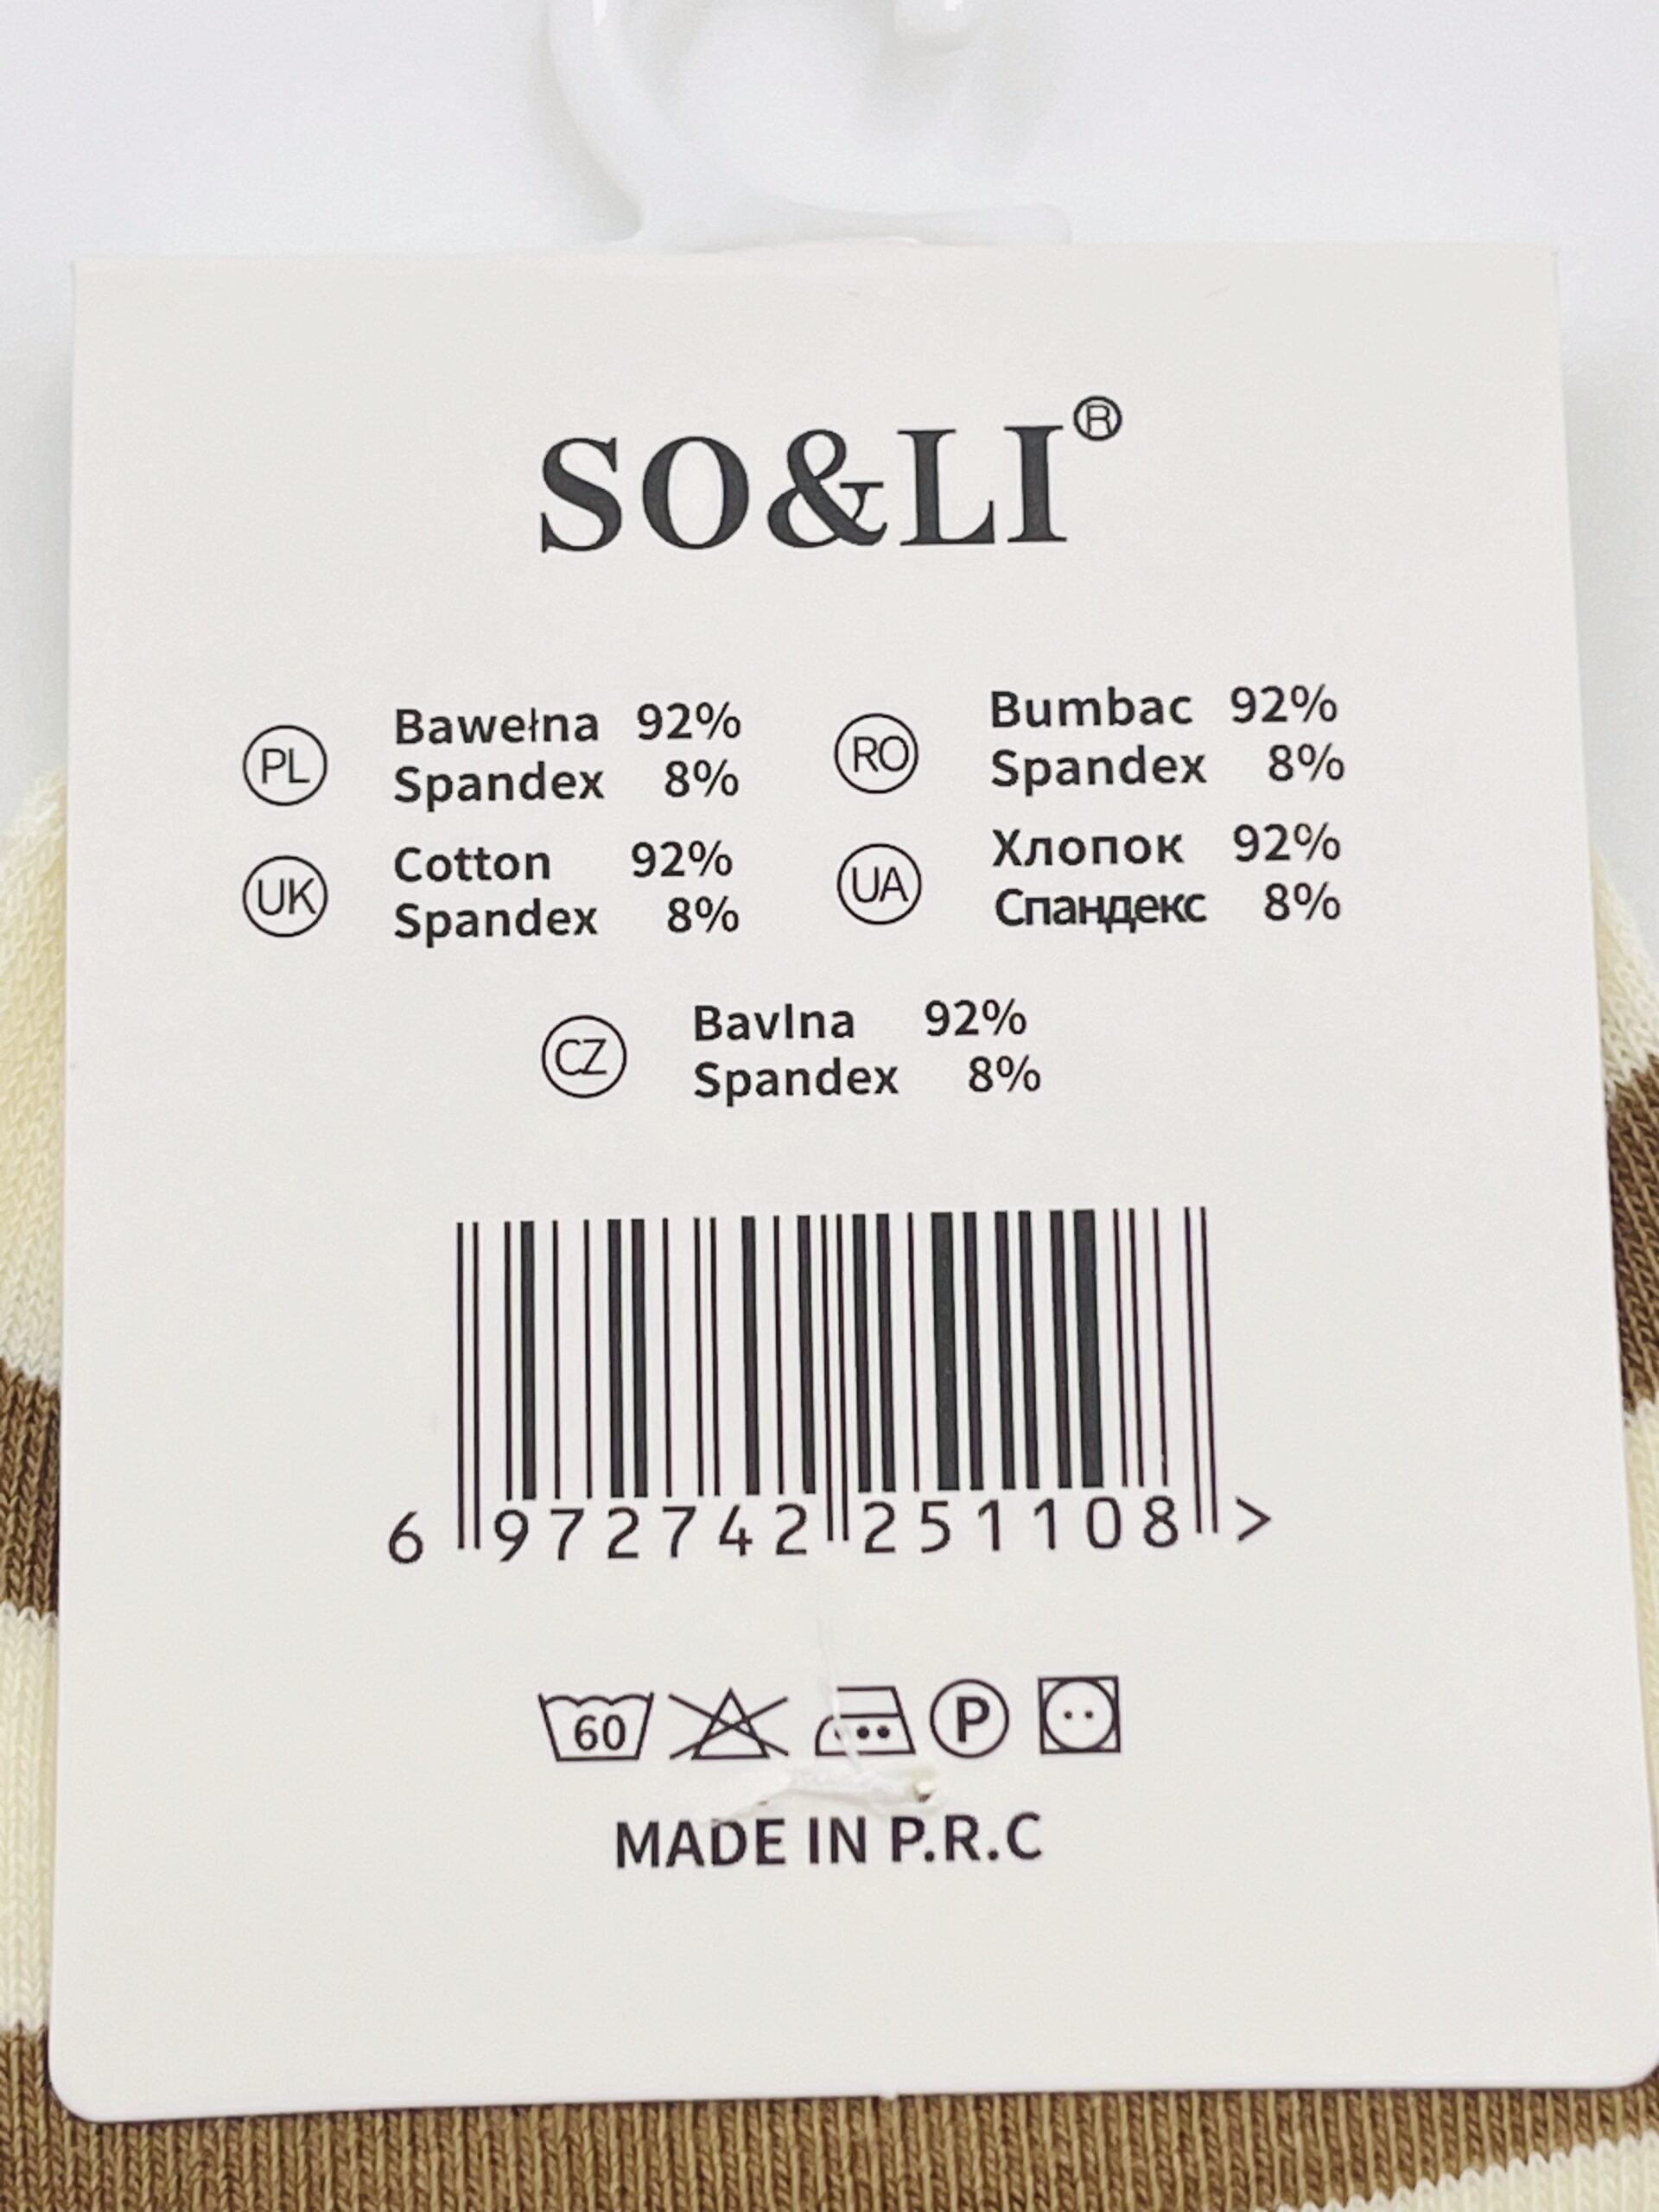 SO&LI®
PL Bawełna 92%
Spandex 8%
RO Bumbac 92%
Spandex 8%
UK Cotton 92%
Spandex 8%
UA Хлопок 92%
Спандекс 8%
CZ Bavlna 92%
Spandex 8%
6 972742 251108 >
60 P
MADE IN P.R.C